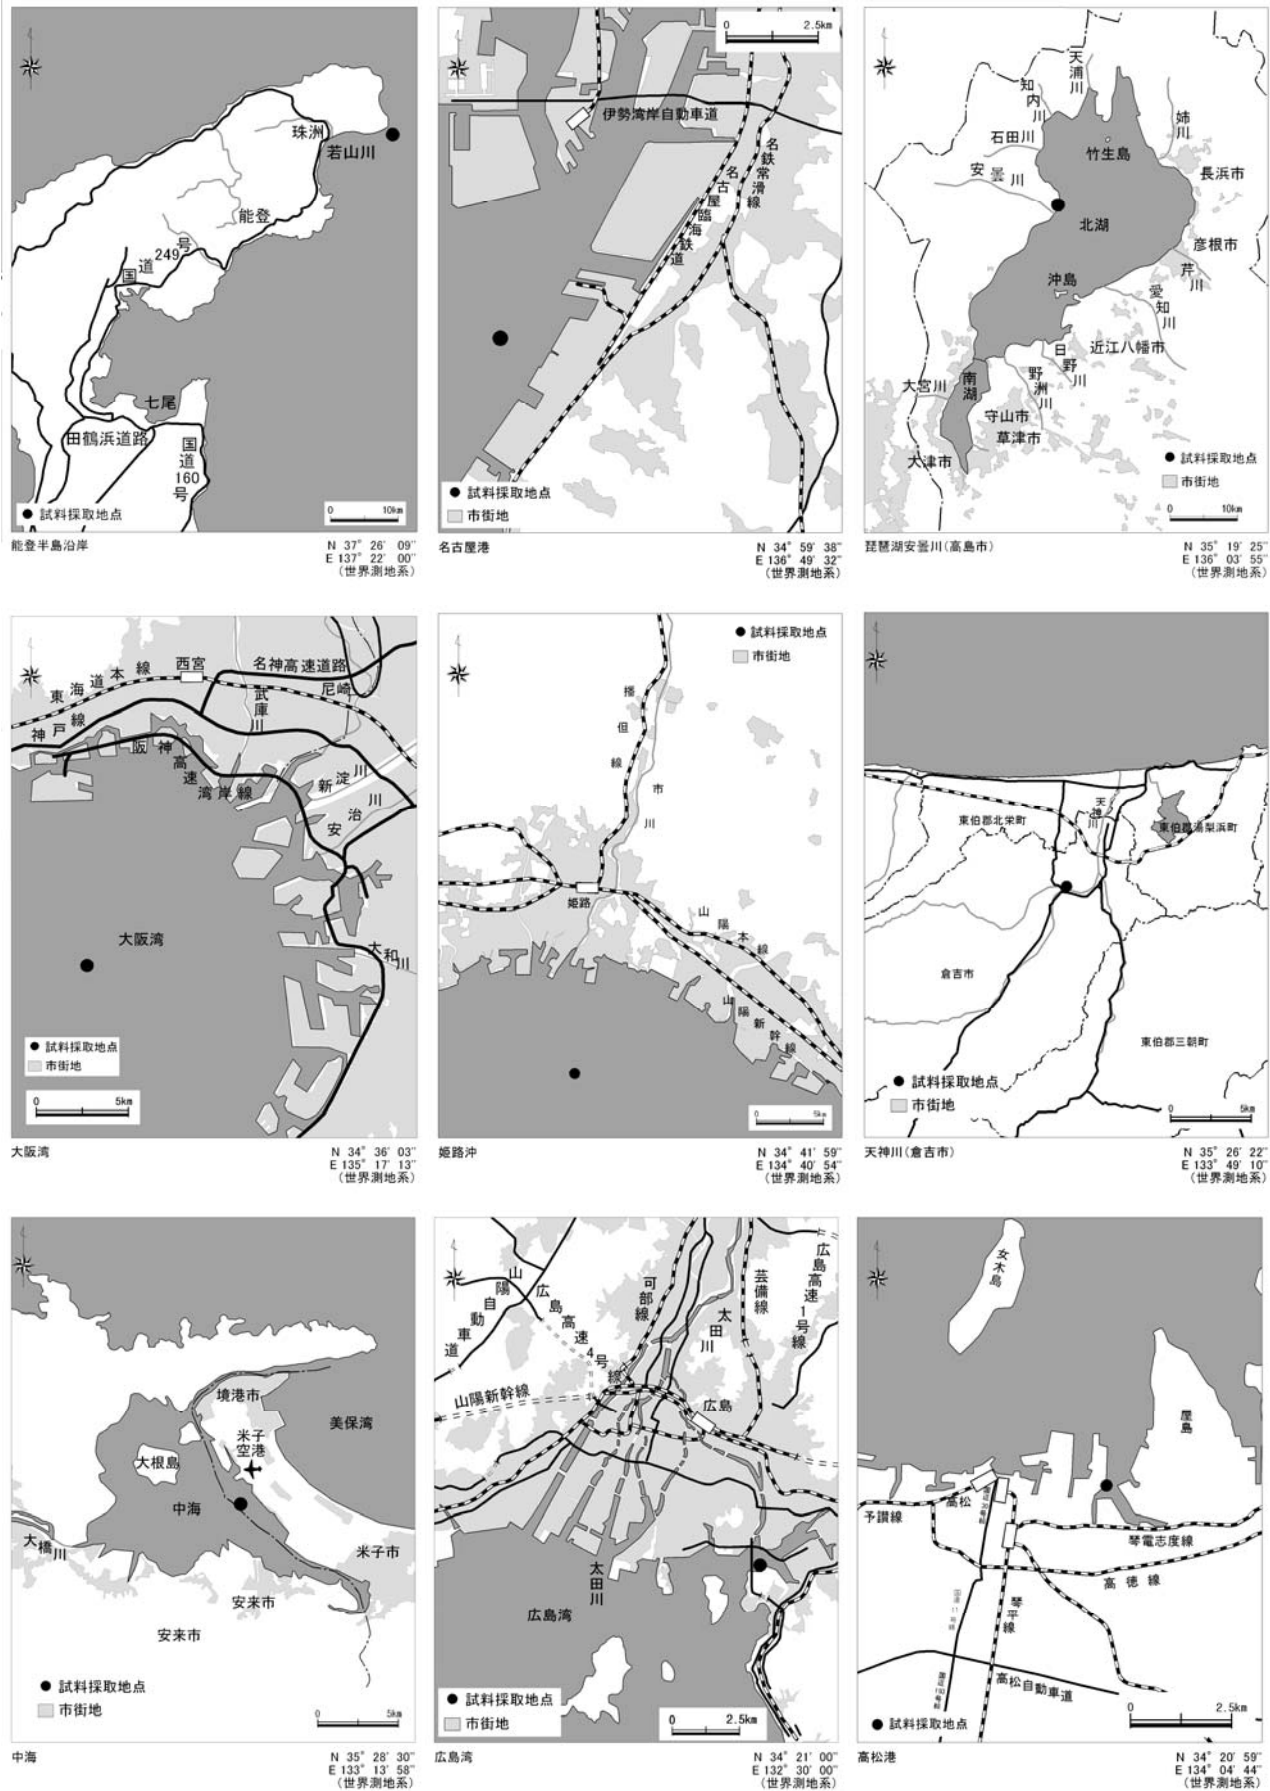 珠洲
若山川
能登
国道249号
七尾
田鶴浜道路
国道160号
● 試料採取地点
0 10km
能登半島沿岸
N 37° 26′ 09″
E 137° 22′ 00″
(世界測地系)
0 2.5km
伊勢湾岸自動車道
名鉄常滑線
名古屋臨海鉄道
● 試料採取地点
市街地
名古屋港
N 34° 59′ 38″
E 136° 49′ 32″
(世界測地系)
天浦川
知内川
姉川
石田川
竹生島
安曇川
長浜市
北湖
彦根市
芹川
沖島
愛知川
近江八幡市
日野川
大宮川
南湖
野洲川
守山市
草津市
大津市
● 試料採取地点
市街地
0 10km
琵琶湖安曇川(高島市)
N 35° 19′ 25″
E 136° 03′ 55″
(世界測地系)
東海道本線
西宮
名神高速道路
尼崎
武庫川
神戸線
阪神高速湾岸線
新淀川
安治川
大阪湾
大和川
● 試料採取地点
市街地
0 5km
大阪湾
N 34° 36′ 03″
E 135° 17′ 13″
(世界測地系)
● 試料採取地点
市街地
播但線
市川
姫路
山陽本線
山陽新幹線
0 5km
姫路沖
N 34° 41′ 59″
E 134° 40′ 54″
(世界測地系)
天神川
東伯郡北栄町
東伯郡湯梨浜町
倉吉市
東伯郡三朝町
● 試料採取地点
市街地
0 5km
天神川(倉吉市)
N 35° 26′ 22″
E 133° 49′ 10″
(世界測地系)
境港市
美保湾
米子空港
大根島
中海
大橋川
米子市
安来市
安来市
● 試料採取地点
市街地
0 5km
中海
N 35° 28′ 30″
E 133° 13′ 58″
(世界測地系)
山陽自動車道
広島高速4号線
可部線
太田川
芸備線
広島高速1号線
山陽新幹線
広島
太田川
広島湾
● 試料採取地点
市街地
0 2.5km
広島湾
N 34° 21′ 00″
E 132° 30′ 00″
(世界測地系)
女木島
屋島
高松
予讃線
国道30号線
琴電志度線
高徳線
国道11号線
琴平線
国道193号線
高松自動車道
● 試料採取地点
0 2.5km
高松港
N 34° 20′ 59″
E 134° 04′ 44″
(世界測地系)